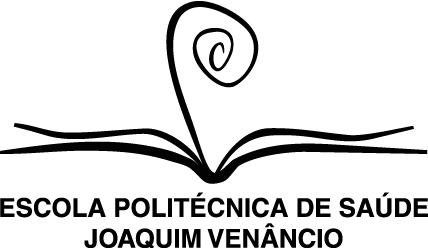 ESCOLA POLITÉCNICA DE SAÚDE
JOAQUIM VENÂNCIO